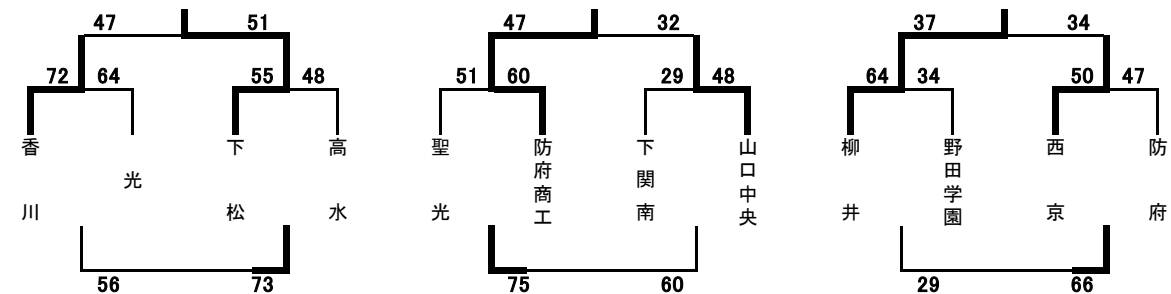 47 51 47 32 37 34
72 64 55 48 51 60 29 48 64 34 50 47
香川 光 下松 高水 聖光 防府商工 下関南 山口中央 柳井 野田学園 西京 防府
56 73 75 60 29 66